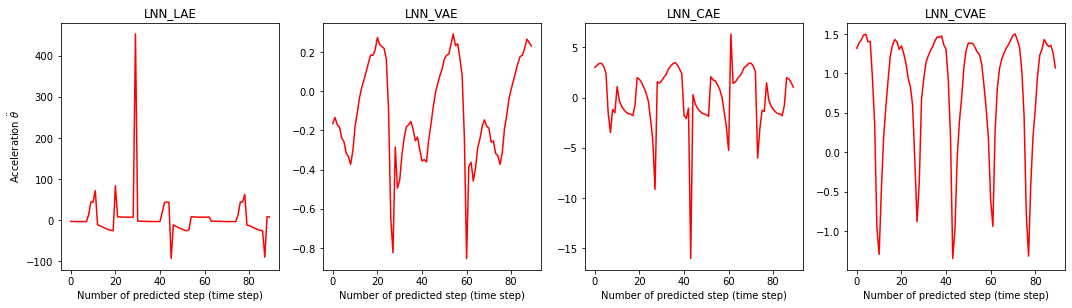 LNN_LAE
Acceleration θ̈
400
300
200
100
0
−100
0 20 40 60 80
Number of predicted step (time step)
LNN_VAE
0.2
0.0
−0.2
−0.4
−0.6
−0.8
0 20 40 60 80
Number of predicted step (time step)
LNN_CAE
5
0
−5
−10
−15
0 20 40 60 80
Number of predicted step (time step)
LNN_CVAE
1.5
1.0
0.5
0.0
−0.5
−1.0
0 20 40 60 80
Number of predicted step (time step)